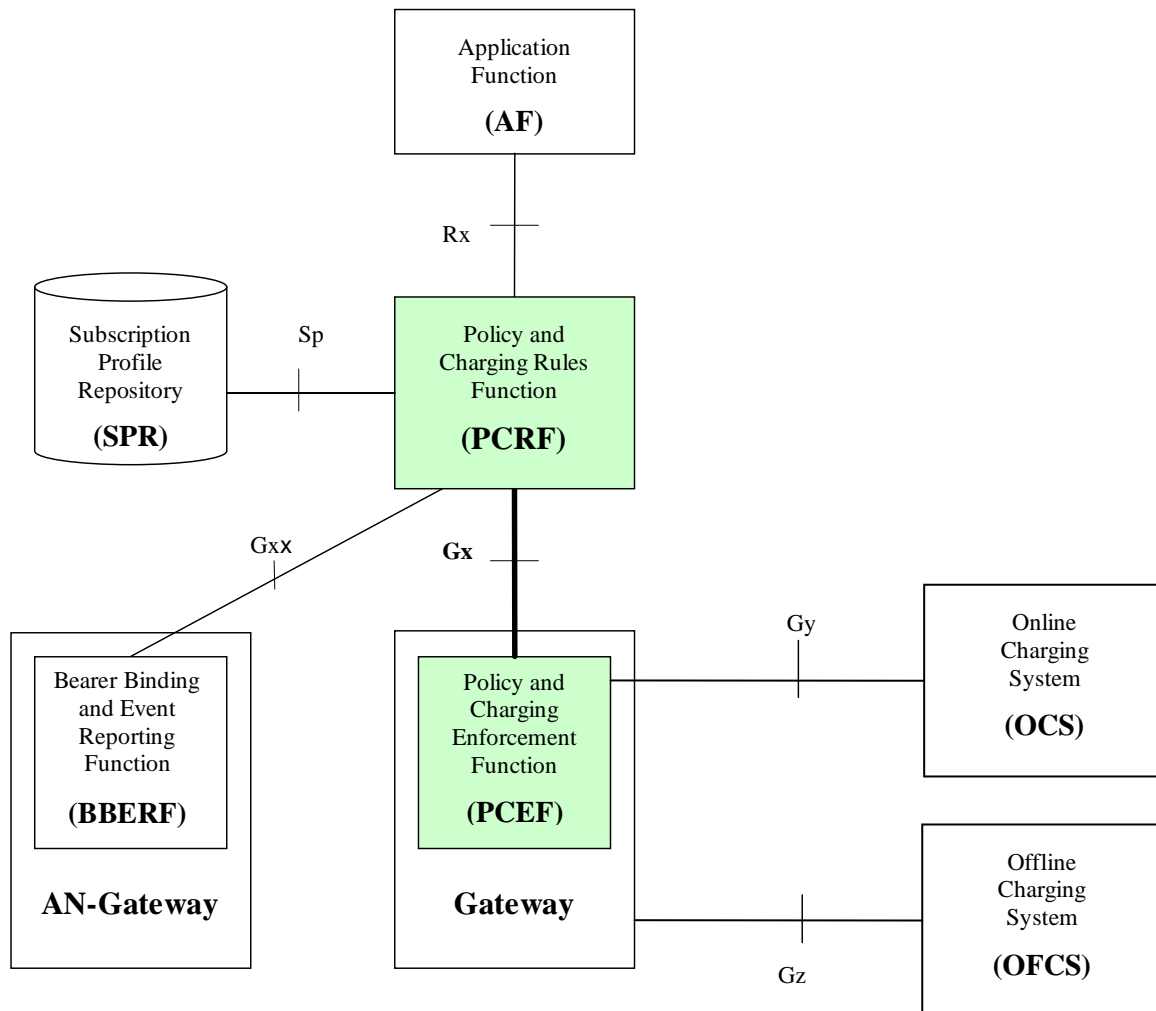 Application
Function
(AF)
Rx
Subscription
Profile
Repository
(SPR)
Sp
Policy and
Charging Rules
Function
(PCRF)
Gxx
Gx
Bearer Binding
and Event
Reporting
Function
(BBERF)
AN-Gateway
Policy and
Charging
Enforcement
Function
(PCEF)
Gateway
Gy
Online
Charging
System
(OCS)
Gz
Offline
Charging
System
(OFCS)